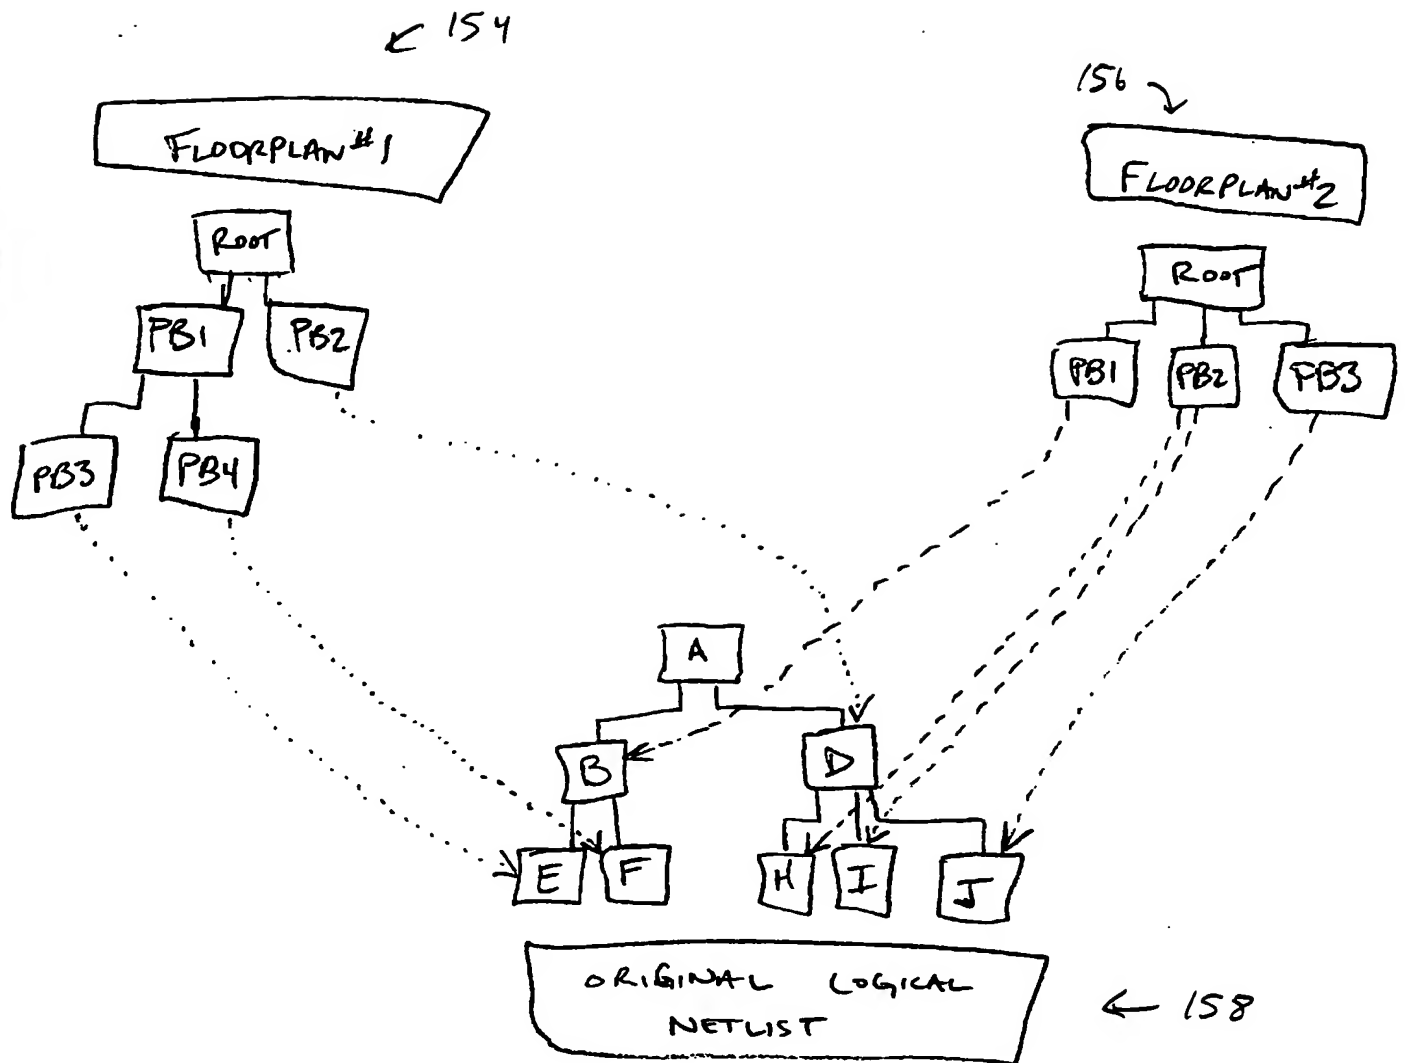 154
156
FLOORPLAN #1
FLOORPLAN #2
ROOT
ROOT
PB1
PB2
PB1
PB2
PB3
PB3
PB4
A
B
D
E
F
H
I
J
ORIGINAL LOGICAL
NETLIST
158